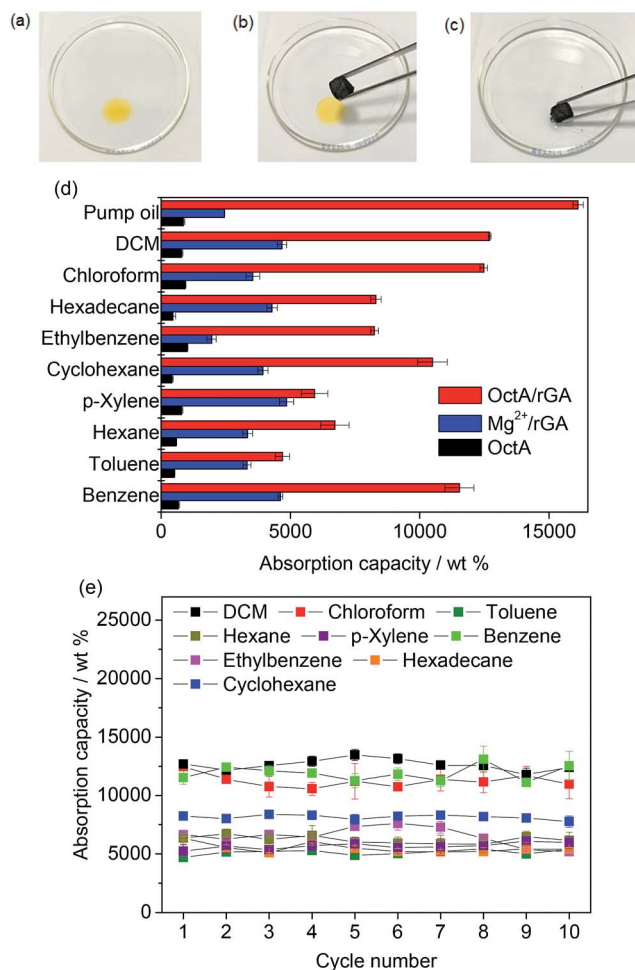 (a)
(b)
(c)
(d)
Pump oil
DCM
Chloroform
Hexadecane
Ethylbenzene
Cyclohexane
p-Xylene
Hexane
Toluene
Benzene
OctA/rGA
Mg²⁺/rGA
OctA
0 5000 10000 15000
Absorption capacity / wt %
(e)
DCM Chloroform Toluene
Hexane p-Xylene Benzene
Ethylbenzene Hexadecane
Cyclohexane
25000
20000
15000
10000
5000
0
Absorption capacity / wt %
1 2 3 4 5 6 7 8 9 10
Cycle number